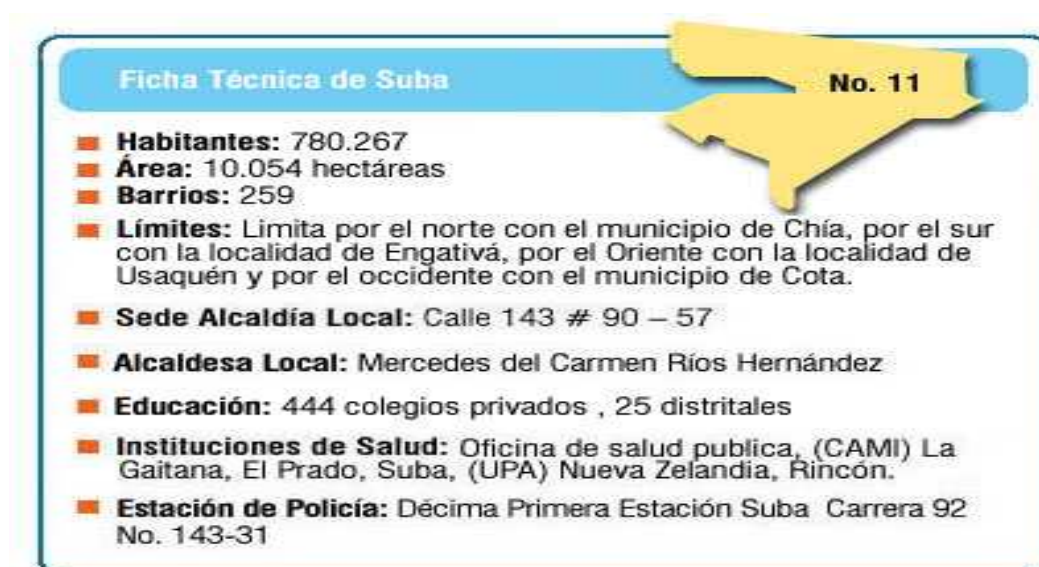 Ficha Técnica de Suba
No. 11
Habitantes: 780.267
Área: 10.054 hectáreas
Barrios: 259
Límites: Limita por el norte con el municipio de Chía, por el sur
con la localidad de Engativá, por el Oriente con la localidad de
Usaquén y por el occidente con el municipio de Cota.
Sede Alcaldía Local: Calle 143 # 90 – 57
Alcaldesa Local: Mercedes del Carmen Ríos Hernández
Educación: 444 colegios privados , 25 distritales
Instituciones de Salud: Oficina de salud publica, (CAMI) La
Gaitana, El Prado, Suba, (UPA) Nueva Zelandia, Rincón.
Estación de Policía: Décima Primera Estación Suba Carrera 92
No. 143-31